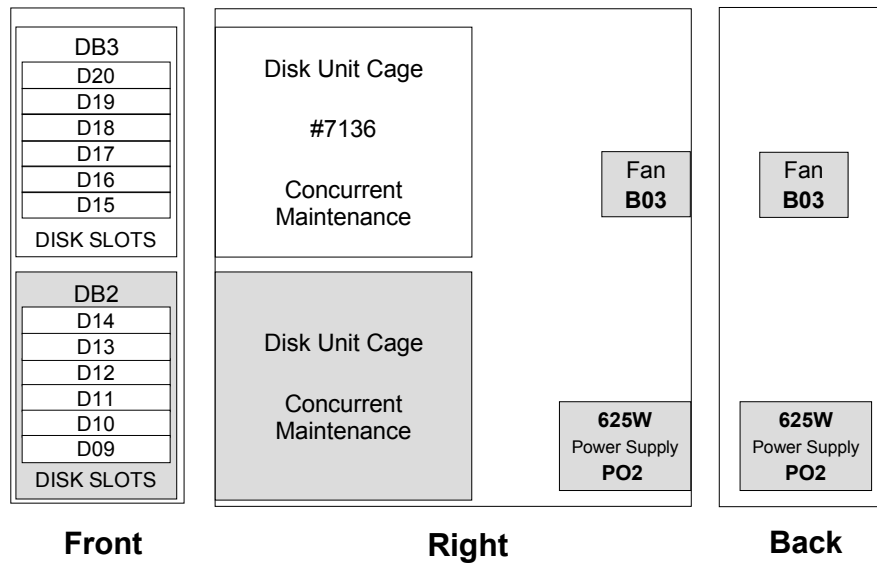 DB3
D20
D19
D18
D17
D16
D15
DISK SLOTS
DB2
D14
D13
D12
D11
D10
D09
DISK SLOTS
Front
Disk Unit Cage
#7136
Concurrent
Maintenance
Disk Unit Cage
Concurrent
Maintenance
Fan
B03
625W
Power Supply
PO2
Right
Fan
B03
625W
Power Supply
PO2
Back